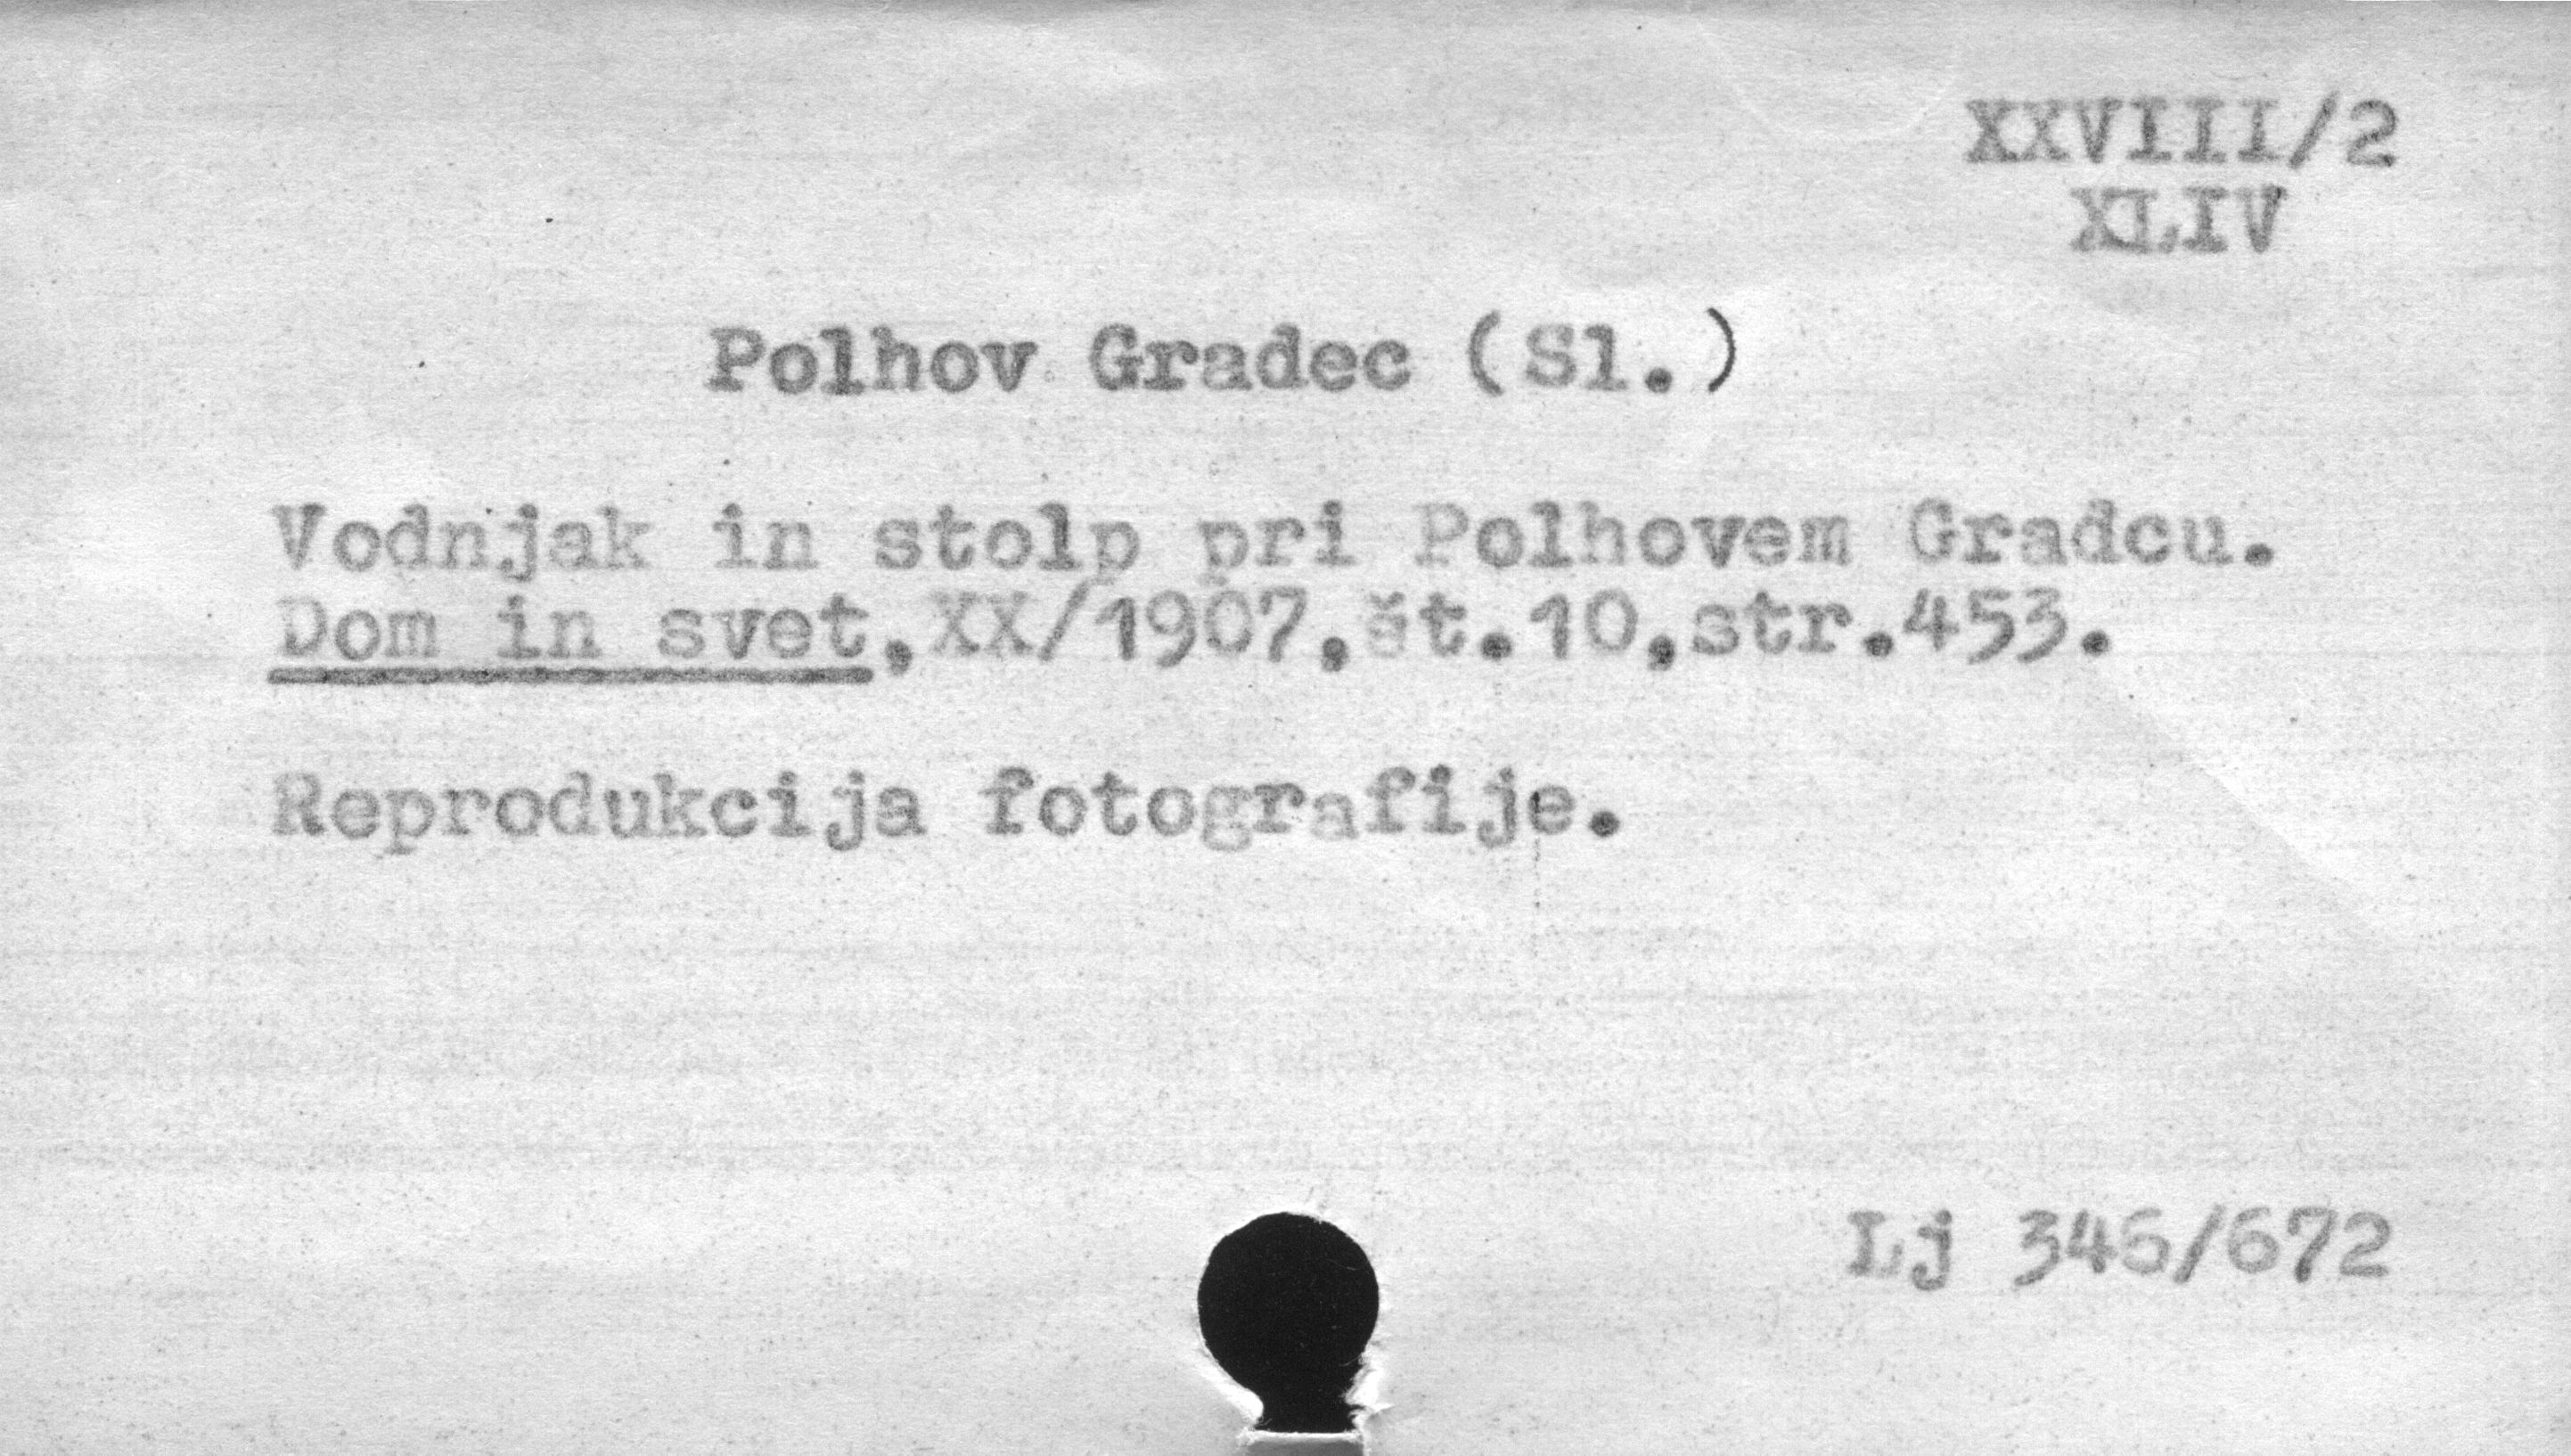 XXVIII/2
XLIV
Polhov Gradec (Sl.)
Vodnjak in stolp pri Polhovem Gradcu.
Dom in svet,XX/1907,št.10,str.453.
Reprodukcija fotografije.
Lj 346/672